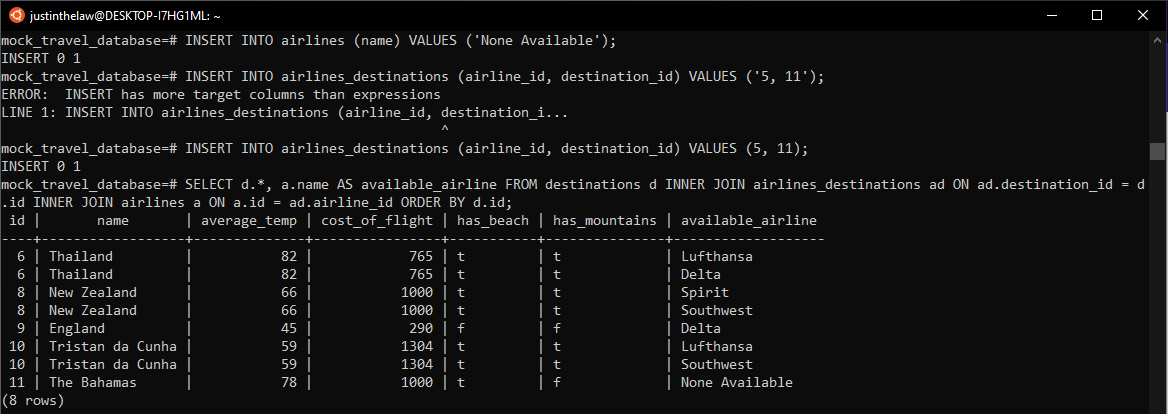 justinthelaw@DESKTOP-I7HG1ML: ~
mock_travel_database=# INSERT INTO airlines (name) VALUES ('None Available');
INSERT 0 1
mock_travel_database=# INSERT INTO airlines_destinations (airline_id, destination_id) VALUES ('5, 11');
ERROR:  INSERT has more target columns than expressions
LINE 1: INSERT INTO airlines_destinations (airline_id, destination_i...
                                                       ^
mock_travel_database=# INSERT INTO airlines_destinations (airline_id, destination_id) VALUES (5, 11);
INSERT 0 1
mock_travel_database=# SELECT d.*, a.name AS available_airline FROM destinations d INNER JOIN airlines_destinations ad ON ad.destination_id = d
.id INNER JOIN airlines a ON a.id = ad.airline_id ORDER BY d.id;
 id |       name       | average_temp | cost_of_flight | has_beach | has_mountains | available_airline
----+------------------+--------------+----------------+-----------+---------------+-------------------
  6 | Thailand         |           82 |            765 | t         | t             | Lufthansa
  6 | Thailand         |           82 |            765 | t         | t             | Delta
  8 | New Zealand      |           66 |           1000 | t         | t             | Spirit
  8 | New Zealand      |           66 |           1000 | t         | t             | Southwest
  9 | England          |           45 |            290 | f         | f             | Delta
 10 | Tristan da Cunha |           59 |           1304 | t         | t             | Lufthansa
 10 | Tristan da Cunha |           59 |           1304 | t         | t             | Southwest
 11 | The Bahamas      |           78 |           1000 | t         | f             | None Available
(8 rows)